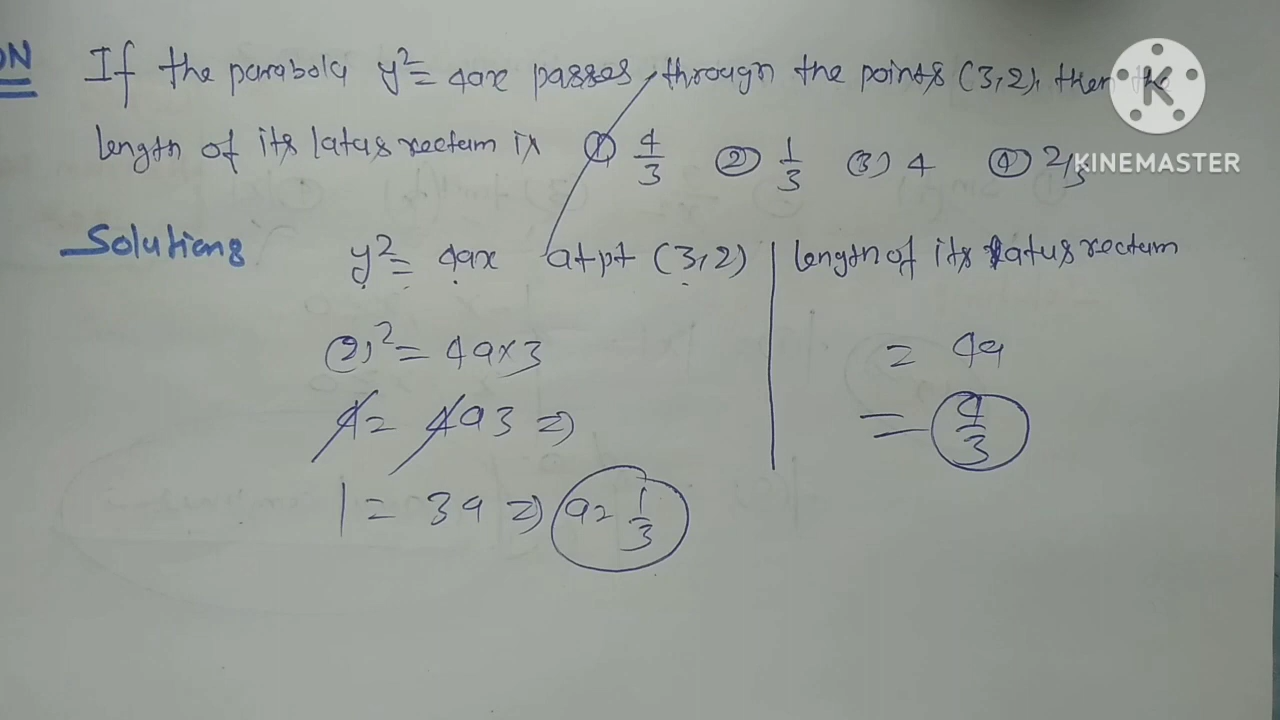 ON If the parabola y² = 4ax passes through the points (3,2), then the
length of its latus rectum is ① 4/3 ② 1/3 ③ 4 ④ 2/3
KINEMASTER
Solutions y² = 4ax at pt (3,2) | length of its latus rectum
(2)² = 4a×3 = 4a
4 = 4a3 ⇒ = 4/3
1 = 3a ⇒ a = 1/3